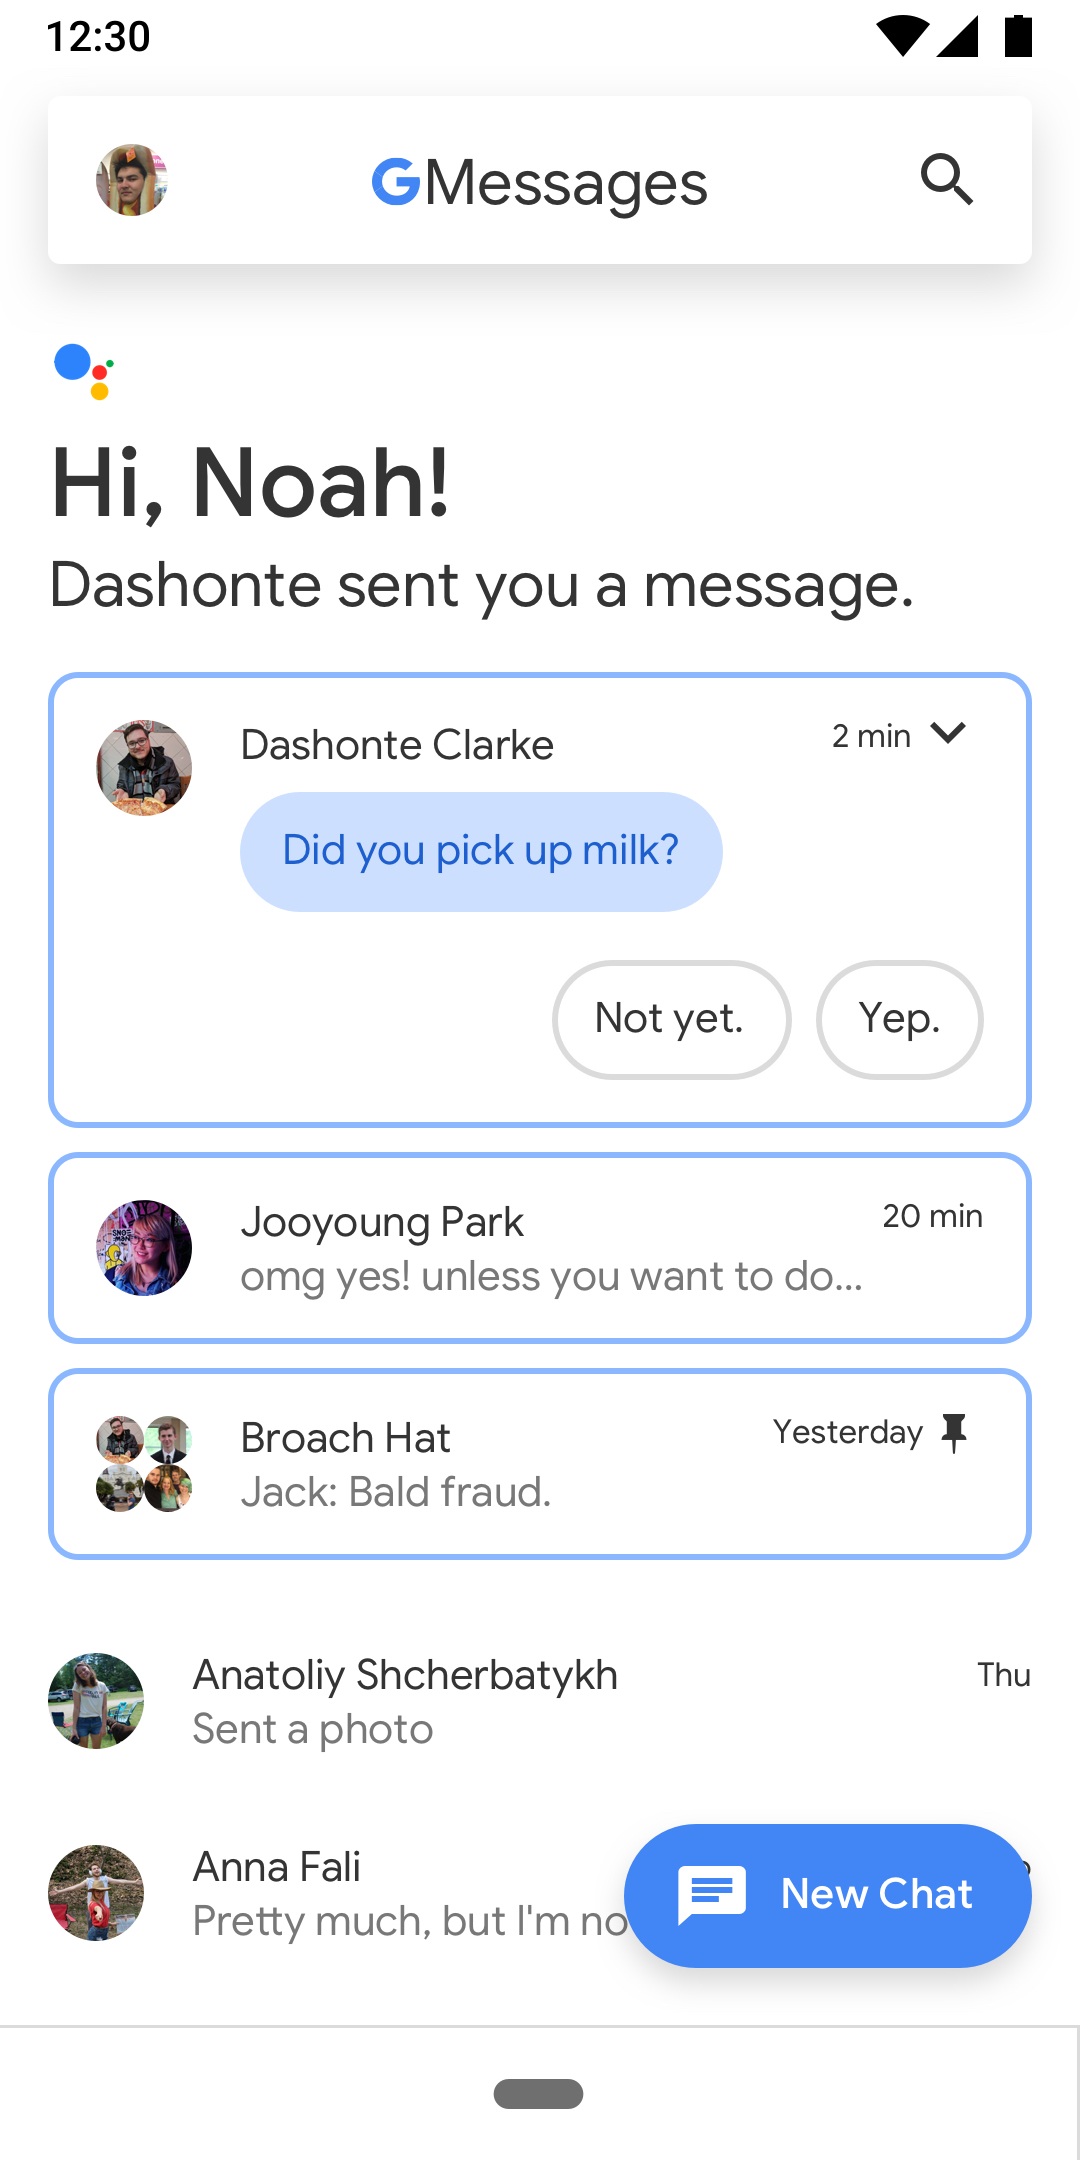 12:30
GMessages
Hi, Noah!
Dashonte sent you a message.
Dashonte Clarke
2 min
Did you pick up milk?
Not yet.
Yep.
Jooyoung Park
20 min
omg yes! unless you want to do...
Broach Hat
Yesterday
Jack: Bald fraud.
Anatoliy Shcherbatykh
Thu
Sent a photo
Anna Fali
Pretty much, but I'm no
New Chat